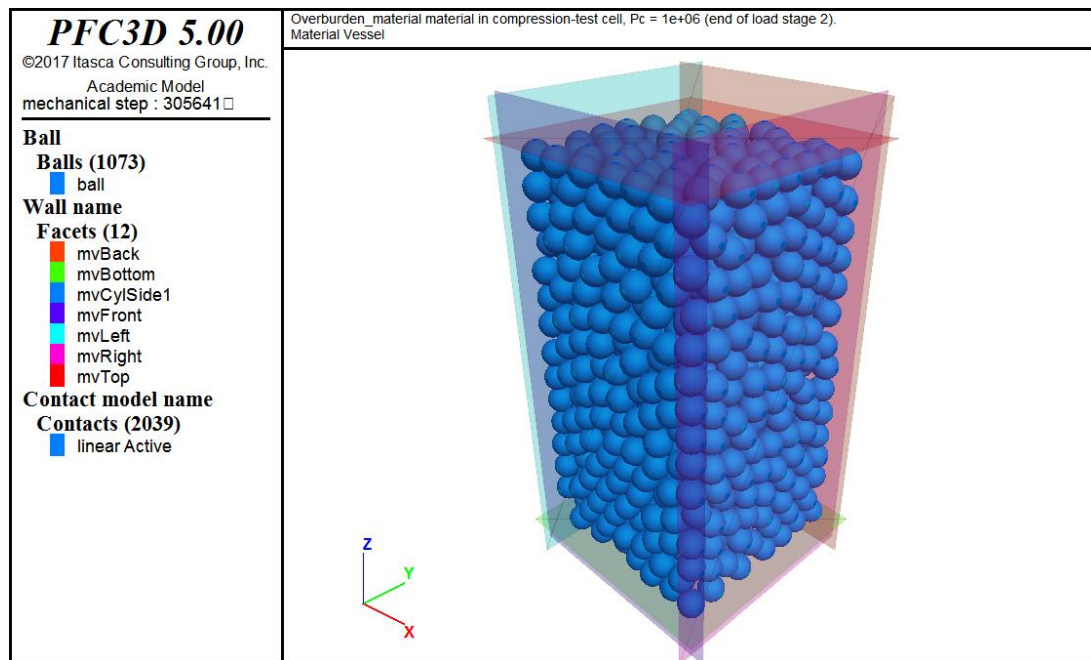 PFC3D 5.00
©2017 Itasca Consulting Group, Inc.
Academic Model
mechanical step : 305641□
Ball
Balls (1073)
ball
Wall name
Facets (12)
mvBack
mvBottom
mvCylSide1
mvFront
mvLeft
mvRight
mvTop
Contact model name
Contacts (2039)
linear Active
Overburden_material material in compression-test cell, Pc = 1e+06 (end of load stage 2).
Material Vessel
Z
Y
X